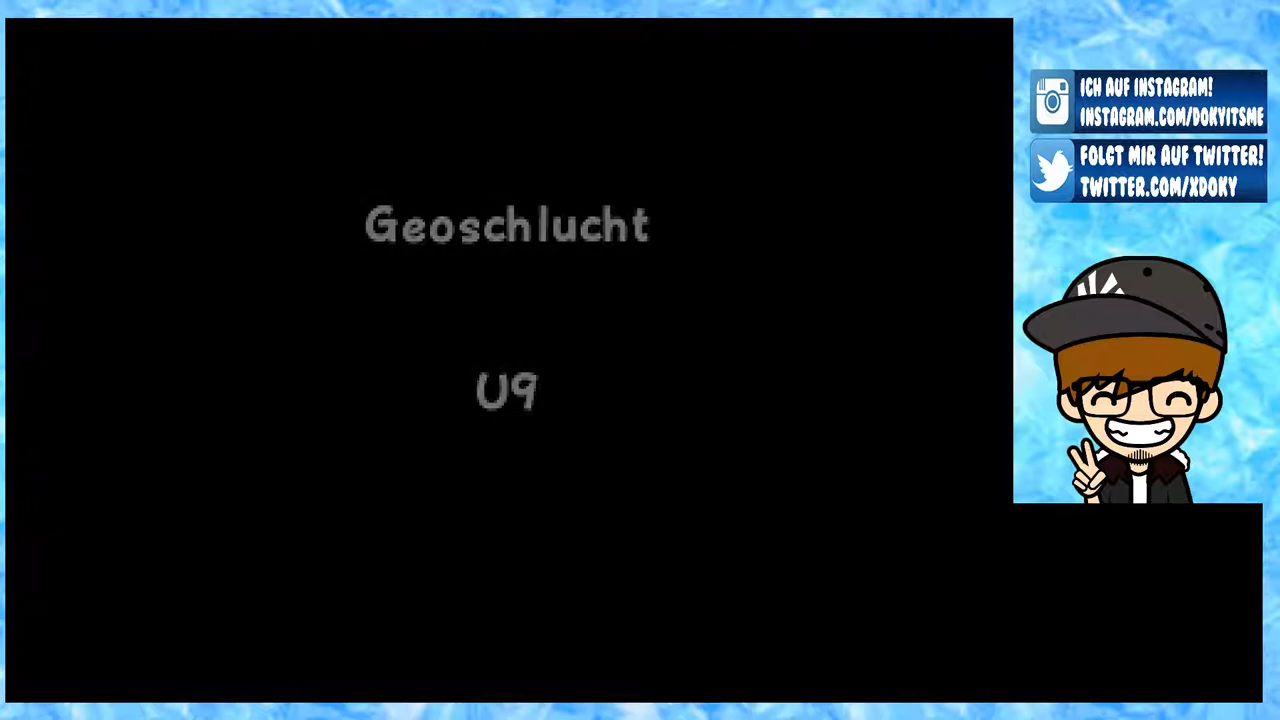 ICH AUF INSTAGRAM!
INSTAGRAM.COM/DOKYITSME
FOLGT MIR AUF TWITTER!
TWITTER.COM/XDOKY
Geoschlucht
U9